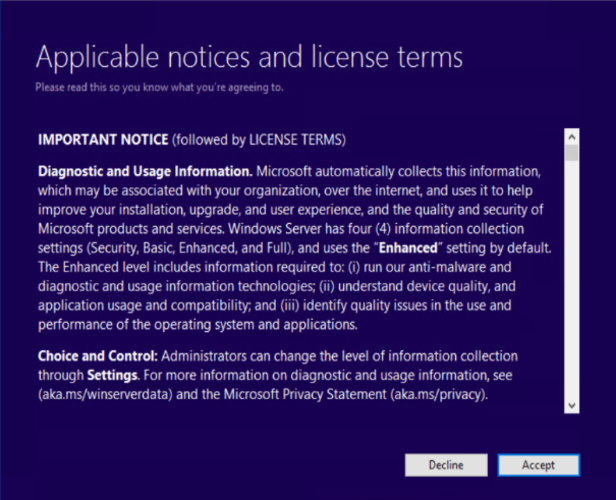 Applicable notices and license terms
Please read this so you know what you're agreeing to.
IMPORTANT NOTICE (followed by LICENSE TERMS)
Diagnostic and Usage Information. Microsoft automatically collects this information,
which may be associated with your organization, over the internet, and uses it to help
improve your installation, upgrade, and user experience, and the quality and security of
Microsoft products and services. Windows Server has four (4) information collection
settings (Security, Basic, Enhanced, and Full), and uses the "Enhanced" setting by default.
The Enhanced level includes information required to: (i) run our anti-malware and
diagnostic and usage information technologies; (ii) understand device quality, and
application usage and compatibility; and (iii) identify quality issues in the use and
performance of the operating system and applications.
Choice and Control: Administrators can change the level of information collection
through Settings. For more information on diagnostic and usage information, see
(aka.ms/winserverdata) and the Microsoft Privacy Statement (aka.ms/privacy).
Decline Accept